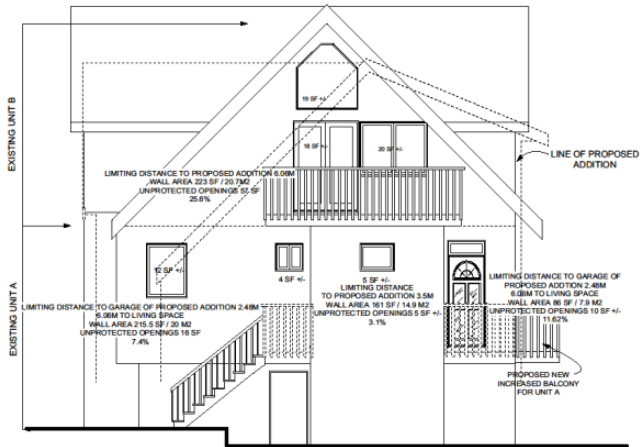 EXISTING UNIT B
EXISTING UNIT A
19 SF +/-
18 SF +/-
20 SF +/-
LINE OF PROPOSED
ADDITION
LIMITING DISTANCE TO PROPOSED ADDITION 6.06M
WALL AREA 223 SF / 20.7M2
UNPROTECTED OPENINGS 57 SF
25.6%
12 SF +/-
4 SF +/-
5 SF +/-
LIMITING DISTANCE TO GARAGE OF PROPOSED ADDITION 2.48M
6.06M TO LIVING SPACE
WALL AREA 215.5 SF / 20 M2
UNPROTECTED OPENINGS 16 SF
7.4%
LIMITING DISTANCE
TO PROPOSED ADDITION 3.5M
WALL AREA 161 SF / 14.9 M2
UNPROTECTED OPENINGS 5 SF +/-
3.1%
LIMITING DISTANCE TO GARAGE OF
PROPOSED ADDITION 2.48M
6.06M TO LIVING SPACE
WALL AREA 86 SF / 7.9 M2
UNPROTECTED OPENINGS 10 SF +/-
11.62%
PROPOSED NEW
INCREASED BALCONY
FOR UNIT A